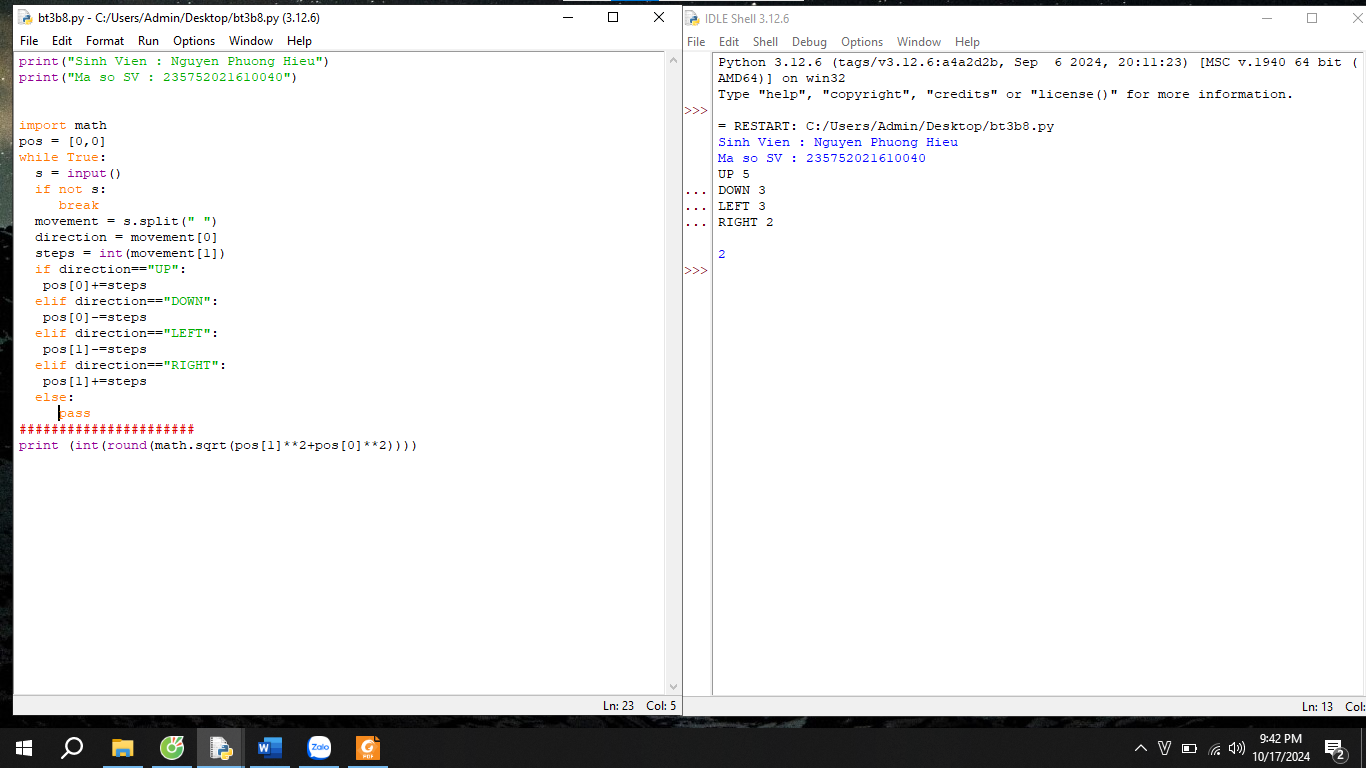 bt3b8.py - C:/Users/Admin/Desktop/bt3b8.py (3.12.6)
File Edit Format Run Options Window Help
print("Sinh Vien : Nguyen Phuong Hieu")
print("Ma so SV : 235752021610040")
import math
pos = [0,0]
while True:
  s = input()
  if not s:
     break
  movement = s.split(" ")
  direction = movement[0]
  steps = int(movement[1])
  if direction=="UP":
   pos[0]+=steps
  elif direction=="DOWN":
   pos[0]-=steps
  elif direction=="LEFT":
   pos[1]-=steps
  elif direction=="RIGHT":
   pos[1]+=steps
  else:
     pass
######################
print (int(round(math.sqrt(pos[1]**2+pos[0]**2))))
Ln: 23 Col: 5
IDLE Shell 3.12.6
File Edit Shell Debug Options Window Help
Python 3.12.6 (tags/v3.12.6:a4a2d2b, Sep  6 2024, 20:11:23) [MSC v.1940 64 bit (
AMD64)] on win32
Type "help", "copyright", "credits" or "license()" for more information.
>>>
= RESTART: C:/Users/Admin/Desktop/bt3b8.py
Sinh Vien : Nguyen Phuong Hieu
Ma so SV : 235752021610040
UP 5
... DOWN 3
... LEFT 3
... RIGHT 2
2
>>>
Ln: 13 Col:
W
Zalo
G
PDF
V
9:42 PM
10/17/2024
2